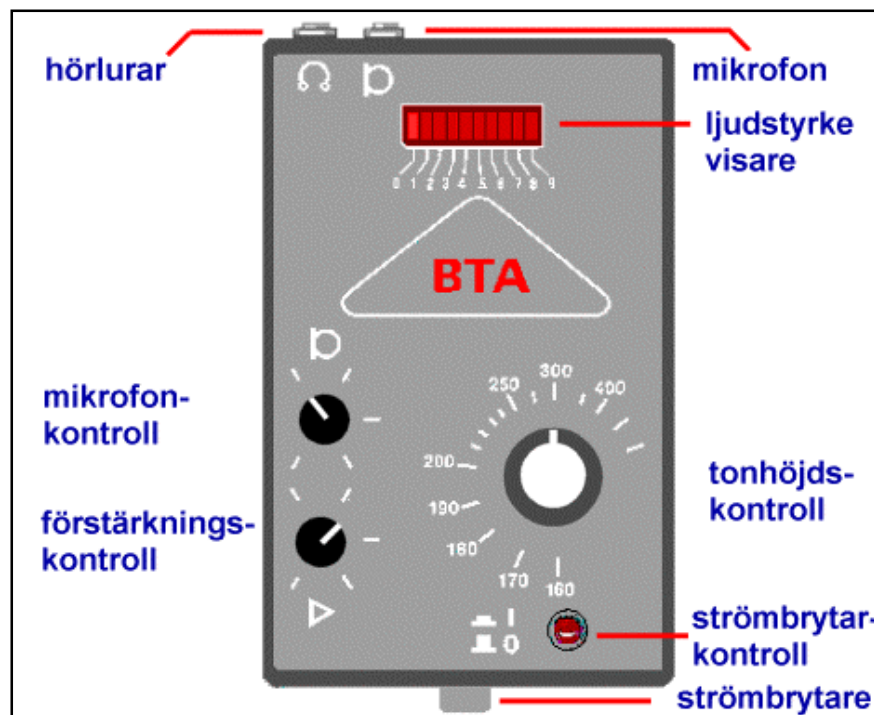 hörlurar
mikrofon
ljudstyrke
visare
0 1 2 3 4 5 6 7 8 9
BTA
mikrofon-
kontroll
förstärknings-
kontroll
300
250
400
200
190
160
170
160
tonhöjds-
kontroll
I
0
strömbrytar-
kontroll
strömbrytare